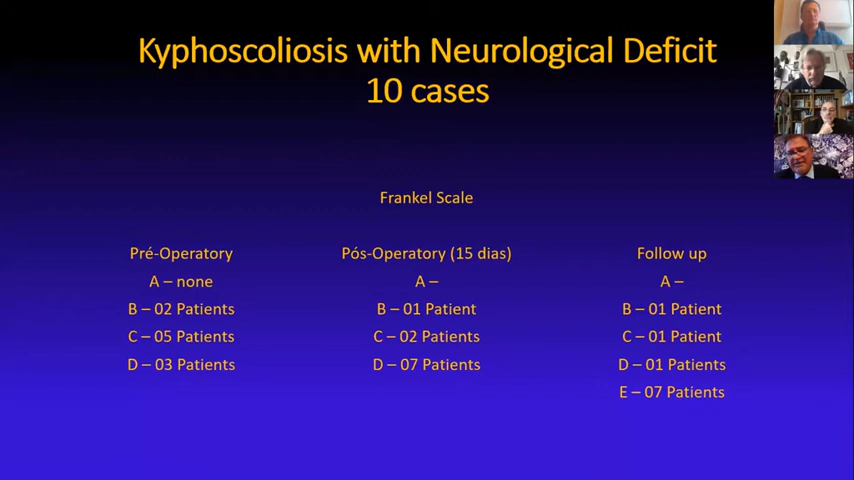 Kyphoscoliosis with Neurological Deficit
10 cases
Frankel Scale
Pré-Operatory
A – none
B – 02 Patients
C – 05 Patients
D – 03 Patients
Pós-Operatory (15 dias)
A –
B – 01 Patient
C – 02 Patients
D – 07 Patients
Follow up
A –
B – 01 Patient
C – 01 Patient
D – 01 Patients
E – 07 Patients